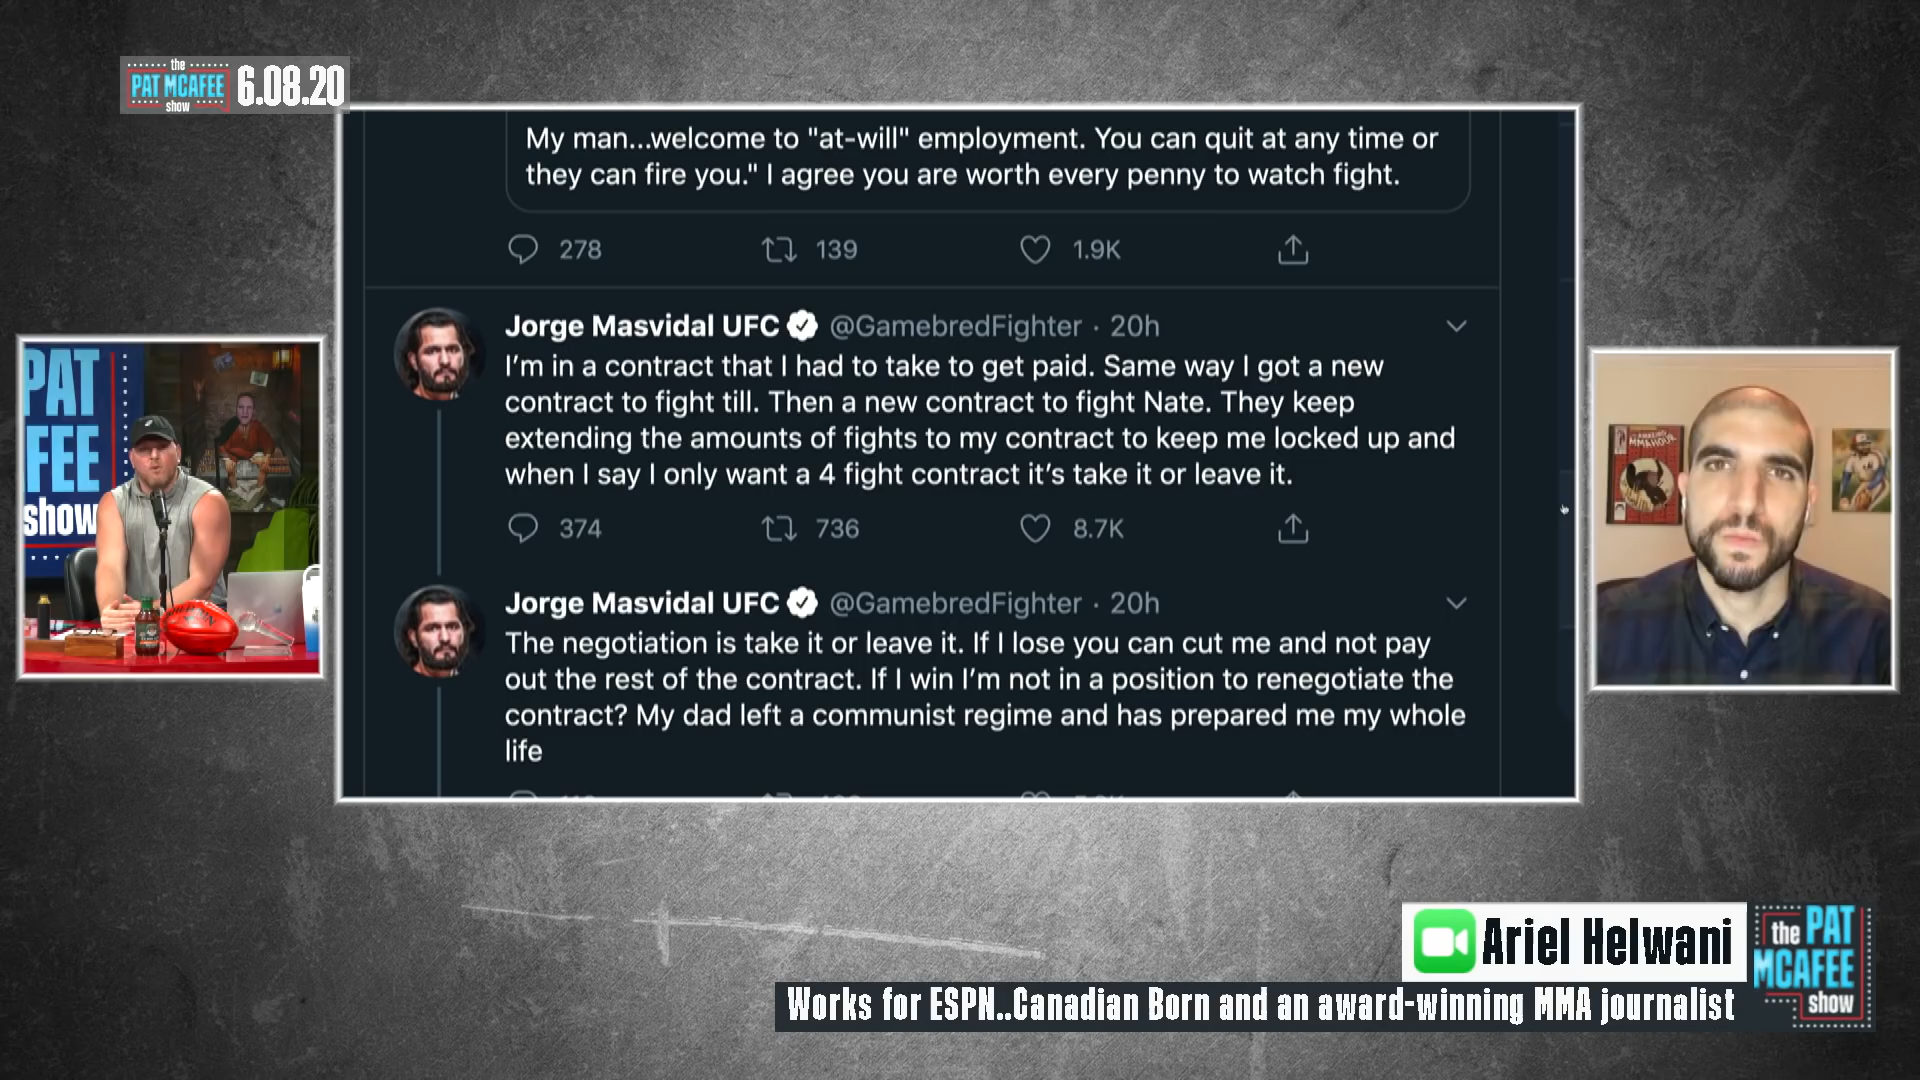 the
PAT MCAFEE
show
6.08.20
My man...welcome to "at-will" employment. You can quit at any time or
they can fire you." I agree you are worth every penny to watch fight.
278 139 1.9K
Jorge Masvidal UFC @GamebredFighter · 20h
I'm in a contract that I had to take to get paid. Same way I got a new
contract to fight till. Then a new contract to fight Nate. They keep
extending the amounts of fights to my contract to keep me locked up and
when I say I only want a 4 fight contract it's take it or leave it.
374 736 8.7K
Jorge Masvidal UFC @GamebredFighter · 20h
The negotiation is take it or leave it. If I lose you can cut me and not pay
out the rest of the contract. If I win I'm not in a position to renegotiate the
contract? My dad left a communist regime and has prepared me my whole
life
PAT
FEE
show
MMAHOUR
Ariel Helwani
Works for ESPN..Canadian Born and an award-winning MMA journalist
the PAT
MCAFEE
show